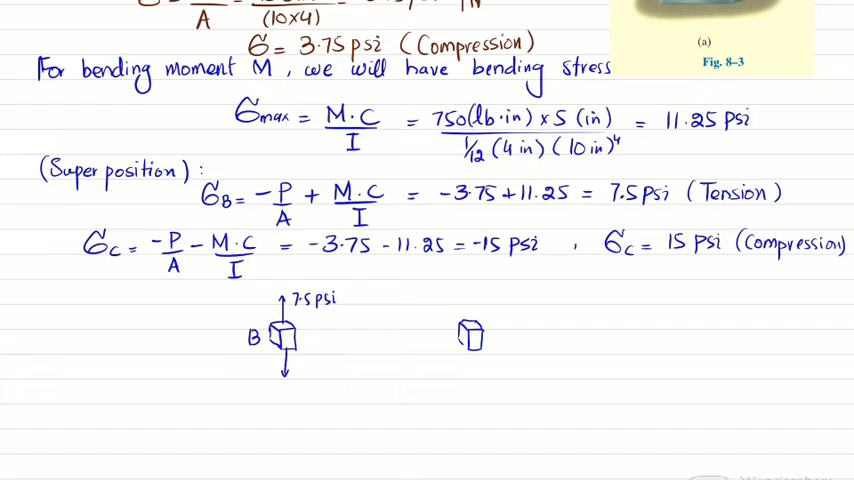 A (10×4)
σ = 3.75 psi (Compression)
(a)
Fig. 8–3
For bending moment M, we will have bending stress
σmax = M·C / I = 750(lb·in) × 5 (in) / 1/12 (4 in) (10 in)⁴ = 11.25 psi
(Super position):
σB = -P/A + M·C/I = -3.75 + 11.25 = 7.5 psi (Tension)
σC = -P/A - M·C/I = -3.75 - 11.25 = -15 psi , σC = 15 psi (Compression)
7.5 psi
B